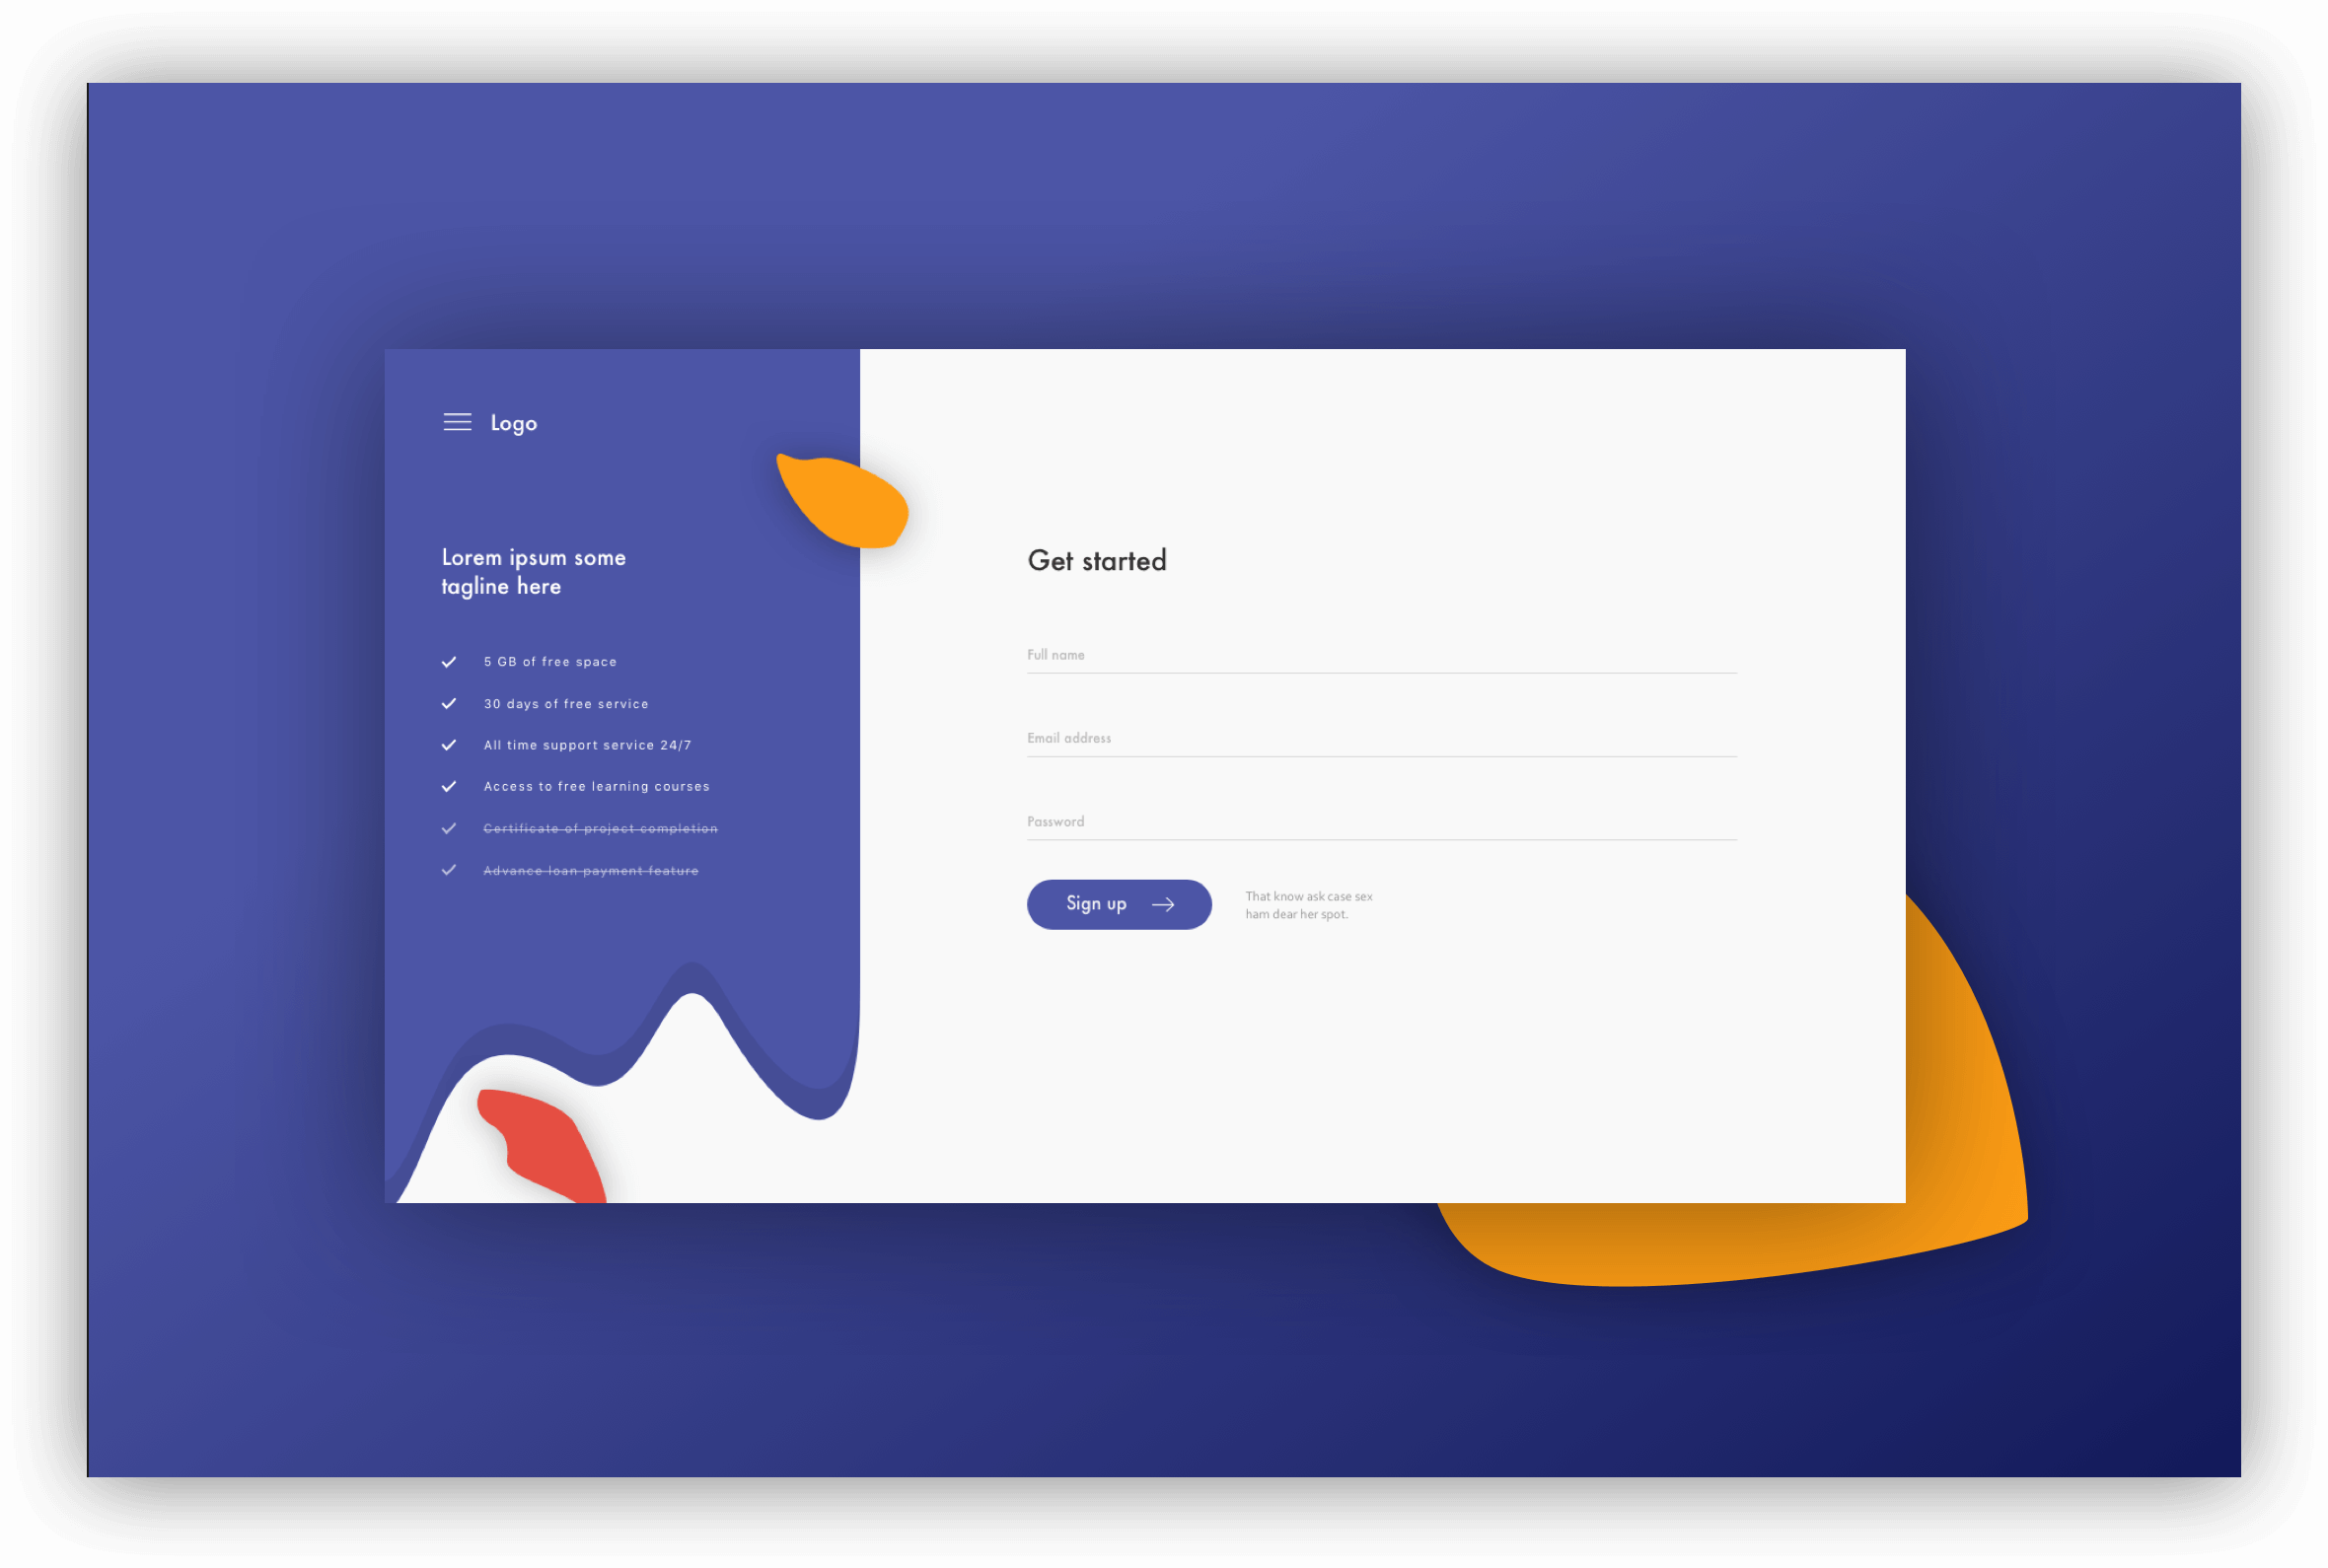 Logo
Lorem ipsum some
tagline here
5 GB of free space
30 days of free service
All time support service 24/7
Access to free learning courses
Certificate of project completion
Advance loan payment feature
Get started
Full name
Email address
Password
Sign up
That know ask case sex
ham dear her spot.